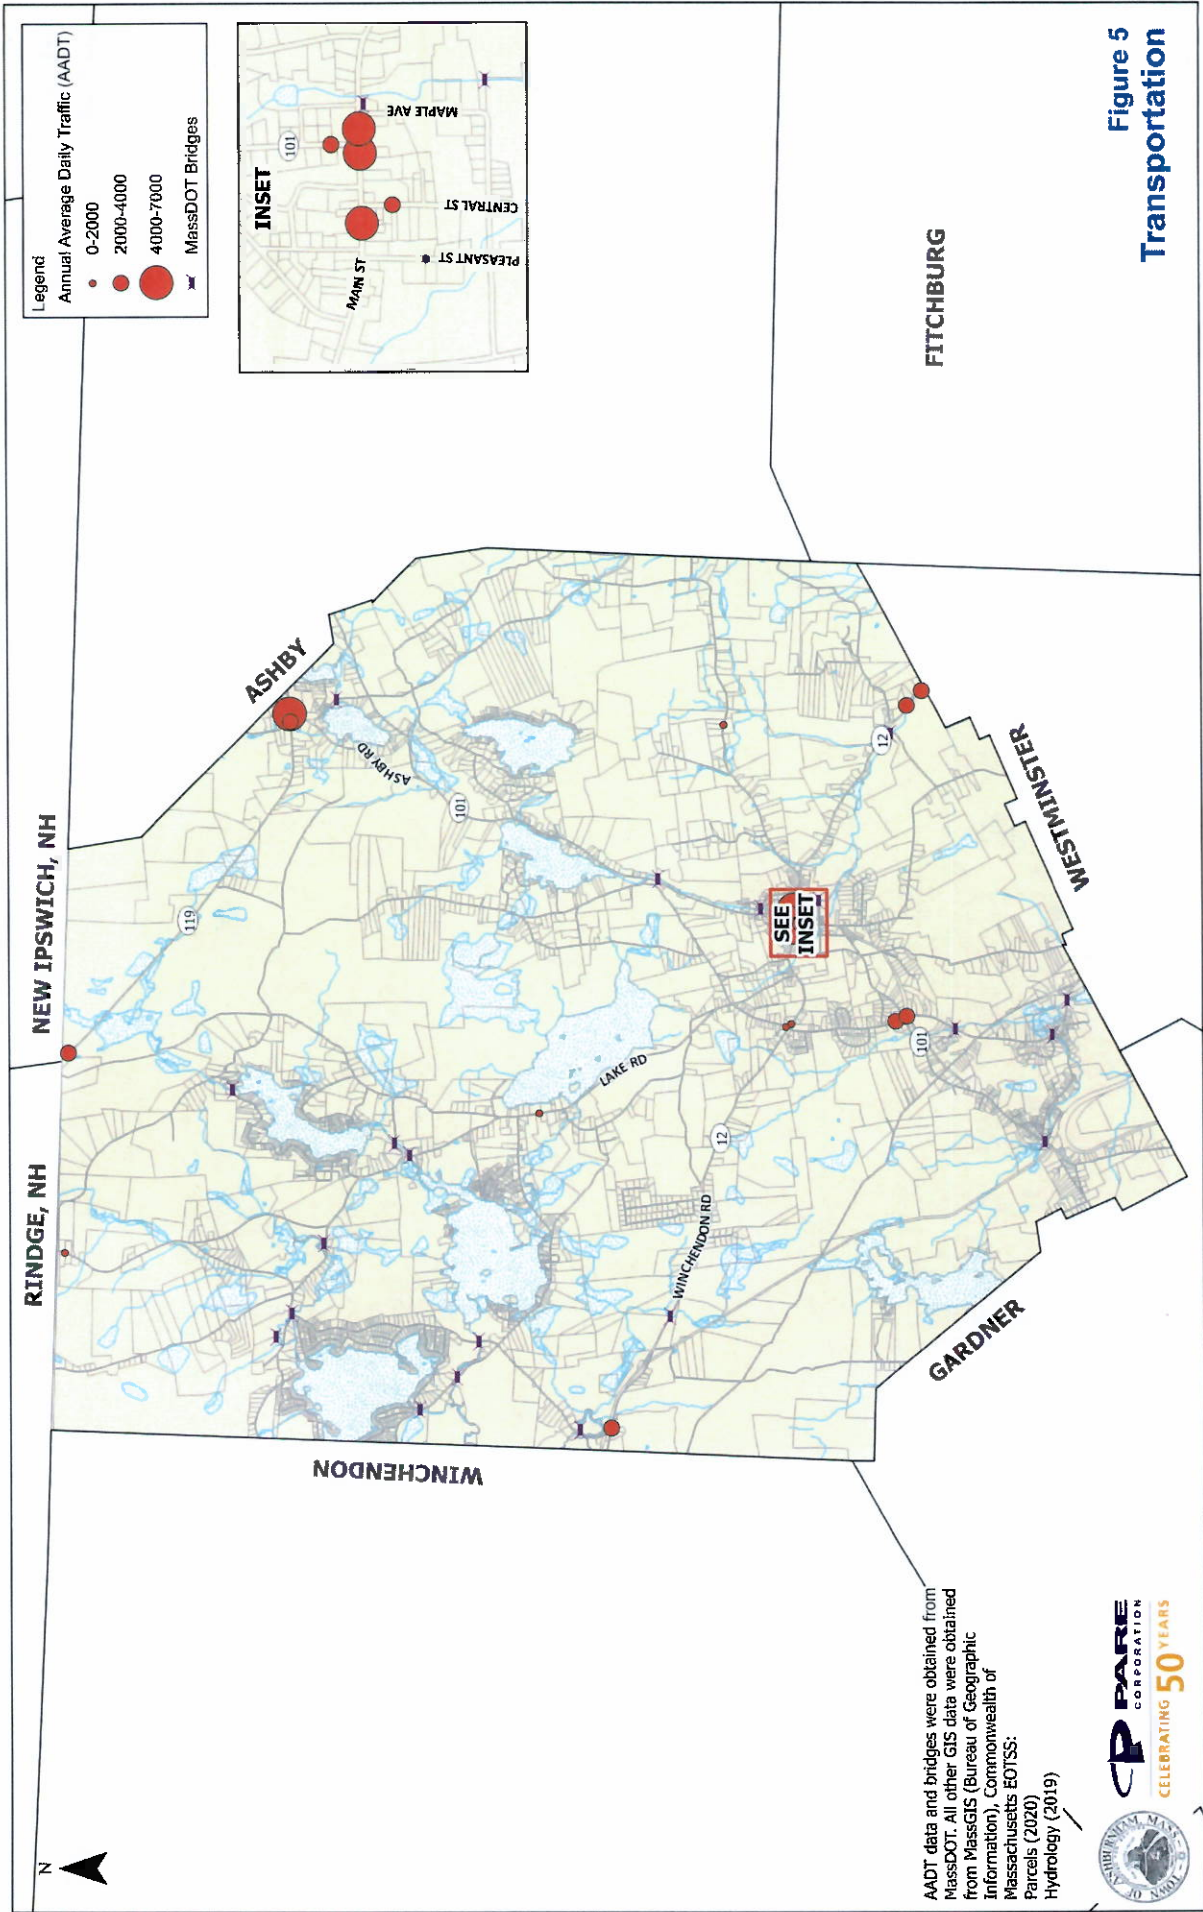 N
RINDGE, NH
NEW IPSWICH, NH
ASHBY
WINCHENDON
GARDNER
WESTMINSTER
FITCHBURG
119
ASHBY RD
101
LAKE RD
12
WINCHENDON RD
SEE
INSET
12
101
Legend
Annual Average Daily Traffic (AADT)
0-2000
2000-4000
4000-7000
MassDOT Bridges
INSET
101
MAIN ST
MAPLE AVE
CENTRAL ST
PLEASANT ST
AADT data and bridges were obtained from
MassDOT. All other GIS data were obtained
from MassGIS (Bureau of Geographic
Information), Commonwealth of
Massachusetts EOTSS:
Parcels (2020)
Hydrology (2019)
TOWN OF ASHBURNHAM, MASS.
PARE
CORPORATION
CELEBRATING 50 YEARS
Figure 5
Transportation